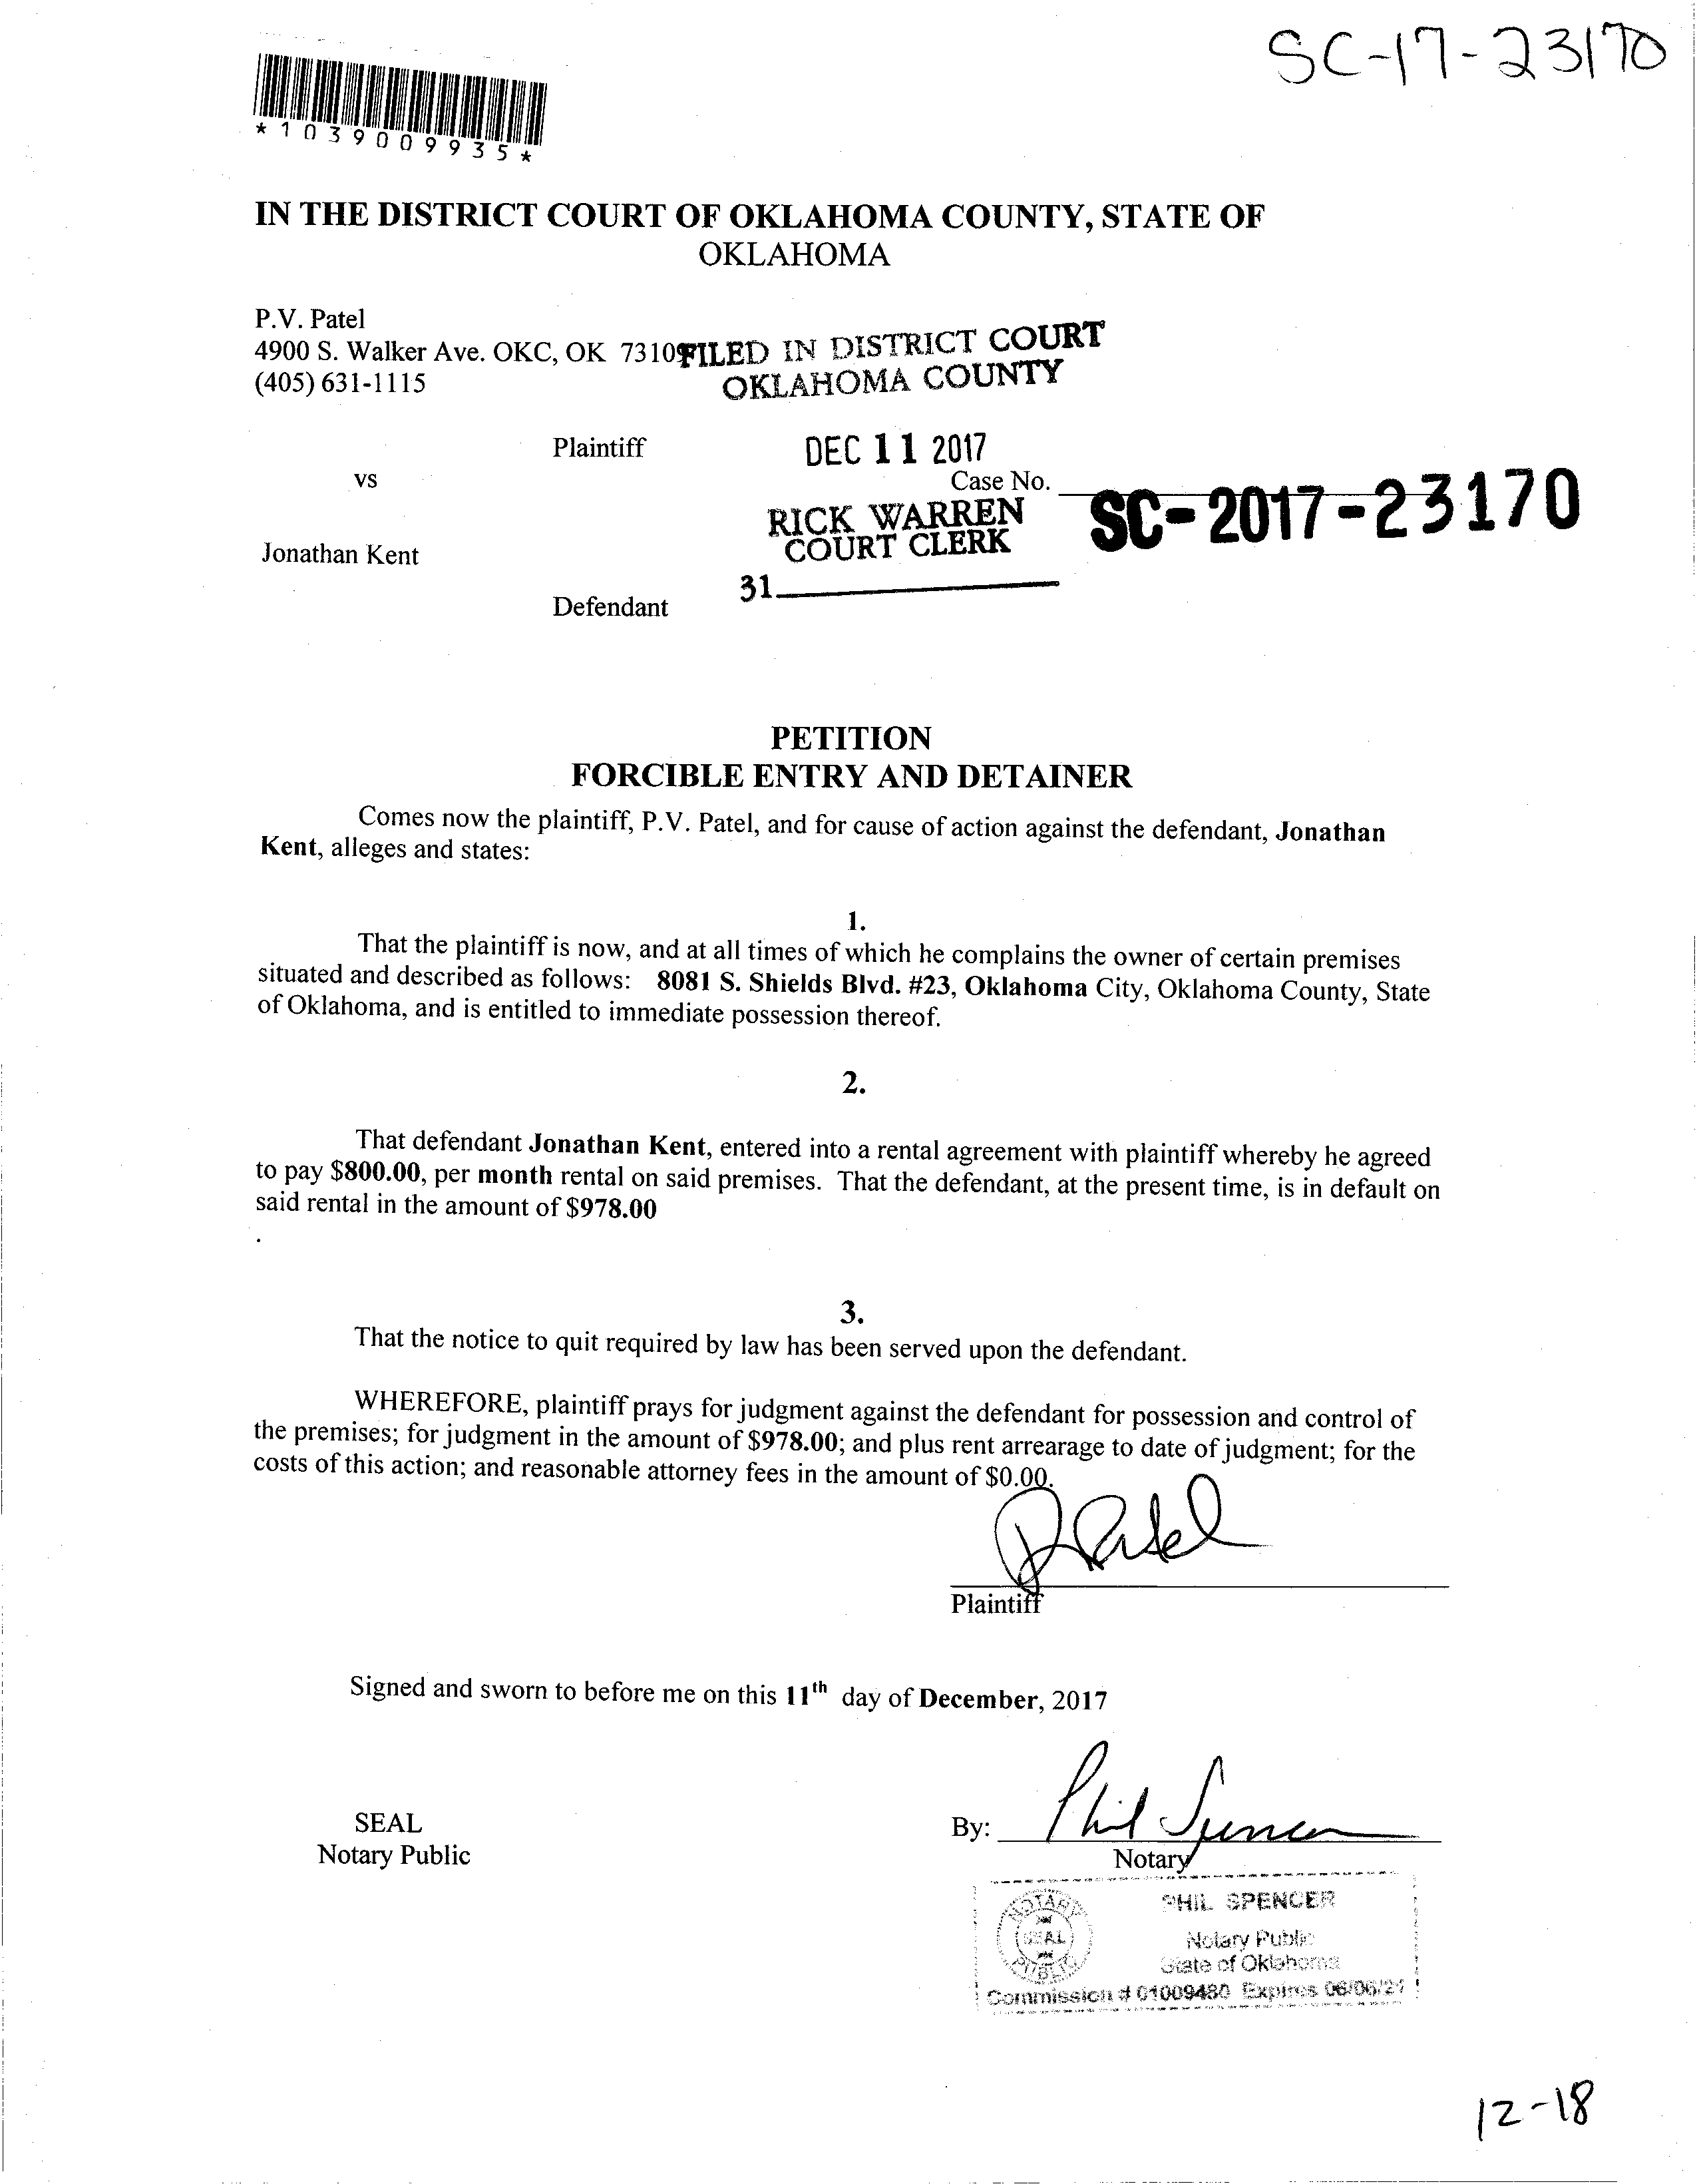 SC-17-23170
*1039009935*
IN THE DISTRICT COURT OF OKLAHOMA COUNTY, STATE OF
OKLAHOMA
P.V. Patel
4900 S. Walker Ave. OKC, OK 7310
FILED IN DISTRICT COURT
OKLAHOMA COUNTY
(405) 631-1115
Plaintiff
DEC 11 2017
vs
Case No.
SC-2017-23170
RICK WARREN
COURT CLERK
Jonathan Kent
31
Defendant
PETITION
FORCIBLE ENTRY AND DETAINER
Comes now the plaintiff, P.V. Patel, and for cause of action against the defendant, Jonathan
Kent, alleges and states:
1.
That the plaintiff is now, and at all times of which he complains the owner of certain premises
situated and described as follows: 8081 S. Shields Blvd. #23, Oklahoma City, Oklahoma County, State
of Oklahoma, and is entitled to immediate possession thereof.
2.
That defendant Jonathan Kent, entered into a rental agreement with plaintiff whereby he agreed
to pay $800.00, per month rental on said premises. That the defendant, at the present time, is in default on
said rental in the amount of $978.00
.
3.
That the notice to quit required by law has been served upon the defendant.
WHEREFORE, plaintiff prays for judgment against the defendant for possession and control of
the premises; for judgment in the amount of $978.00; and plus rent arrearage to date of judgment; for the
costs of this action; and reasonable attorney fees in the amount of $0.00.
PPatel
Plaintiff
Signed and sworn to before me on this 11th day of December, 2017
SEAL
Notary Public
By: Phil Spencer
Notary
NOTARY
SEAL
PUBLIC
PHIL SPENCER
Notary Public
State of Oklahoma
Commission # 01009480 Expires 06/06/21
12-18